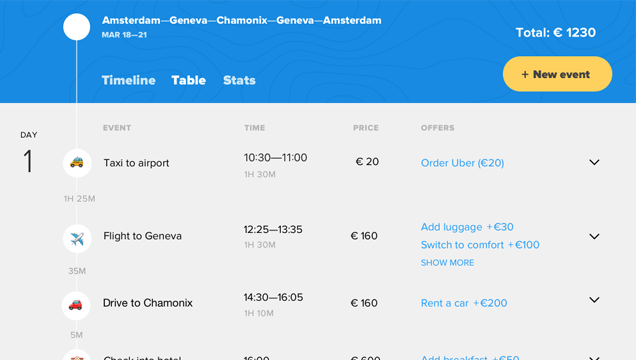 Amsterdam—Geneva—Chamonix—Geneva—Amsterdam
MAR 18—21
Total: € 1230
Timeline Table Stats
+ New event
DAY
1
EVENT TIME PRICE OFFERS
Taxi to airport 10:30—11:00 € 20 Order Uber (€20)
1H 30M
1H 25M
Flight to Geneva 12:25—13:35 € 160 Add luggage +€30
1H 30M Switch to comfort +€100
SHOW MORE
35M
Drive to Chamonix 14:30—16:05 € 160 Rent a car +€200
1H 10M
5M
Check into hotel 16:00 € 600 Add breakfast +€50